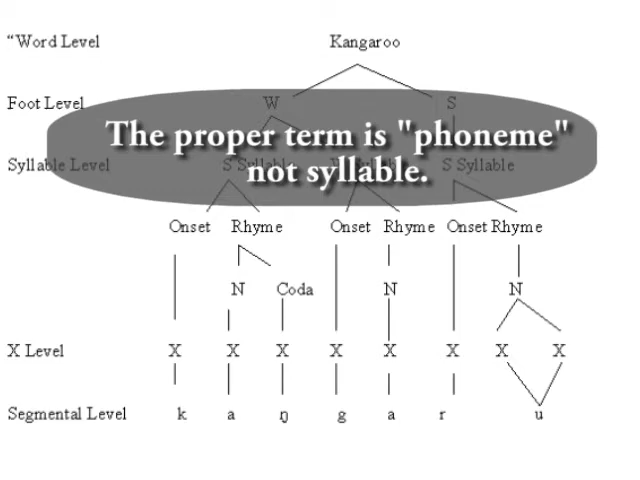 “Word Level Kangaroo
Foot Level W S
The proper term is "phoneme"
not syllable.
Syllable Level S Syllable W Syllable S Syllable
Onset Rhyme Onset Rhyme Onset Rhyme
N Coda N N
X Level X X X X X X X X
Segmental Level k a ŋ g a r u